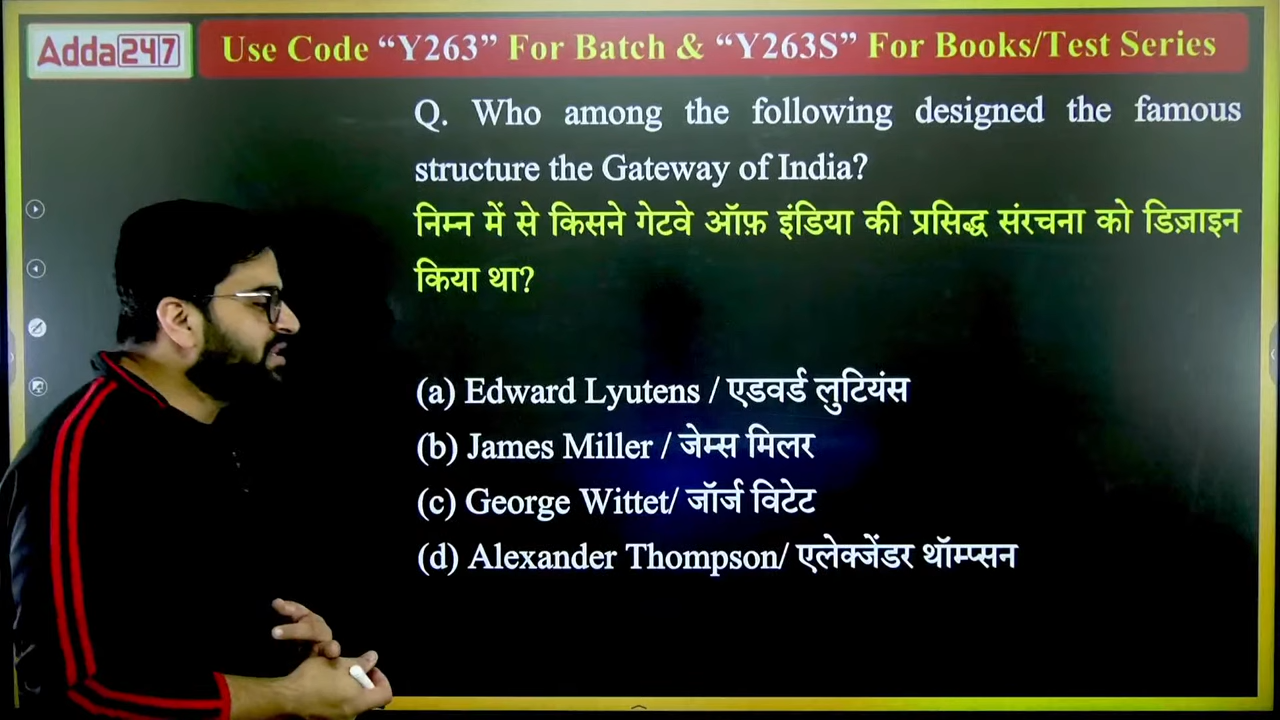 Adda247
Use Code “Y263” For Batch & “Y263S” For Books/Test Series
Q. Who among the following designed the famous
structure the Gateway of India?
निम्न में से किसने गेटवे ऑफ़ इंडिया की प्रसिद्ध संरचना को डिज़ाइन
किया था?
(a) Edward Lyutens / एडवर्ड लुटियंस
(b) James Miller / जेम्स मिलर
(c) George Wittet/ जॉर्ज विटेट
(d) Alexander Thompson/ एलेक्जेंडर थॉम्प्सन